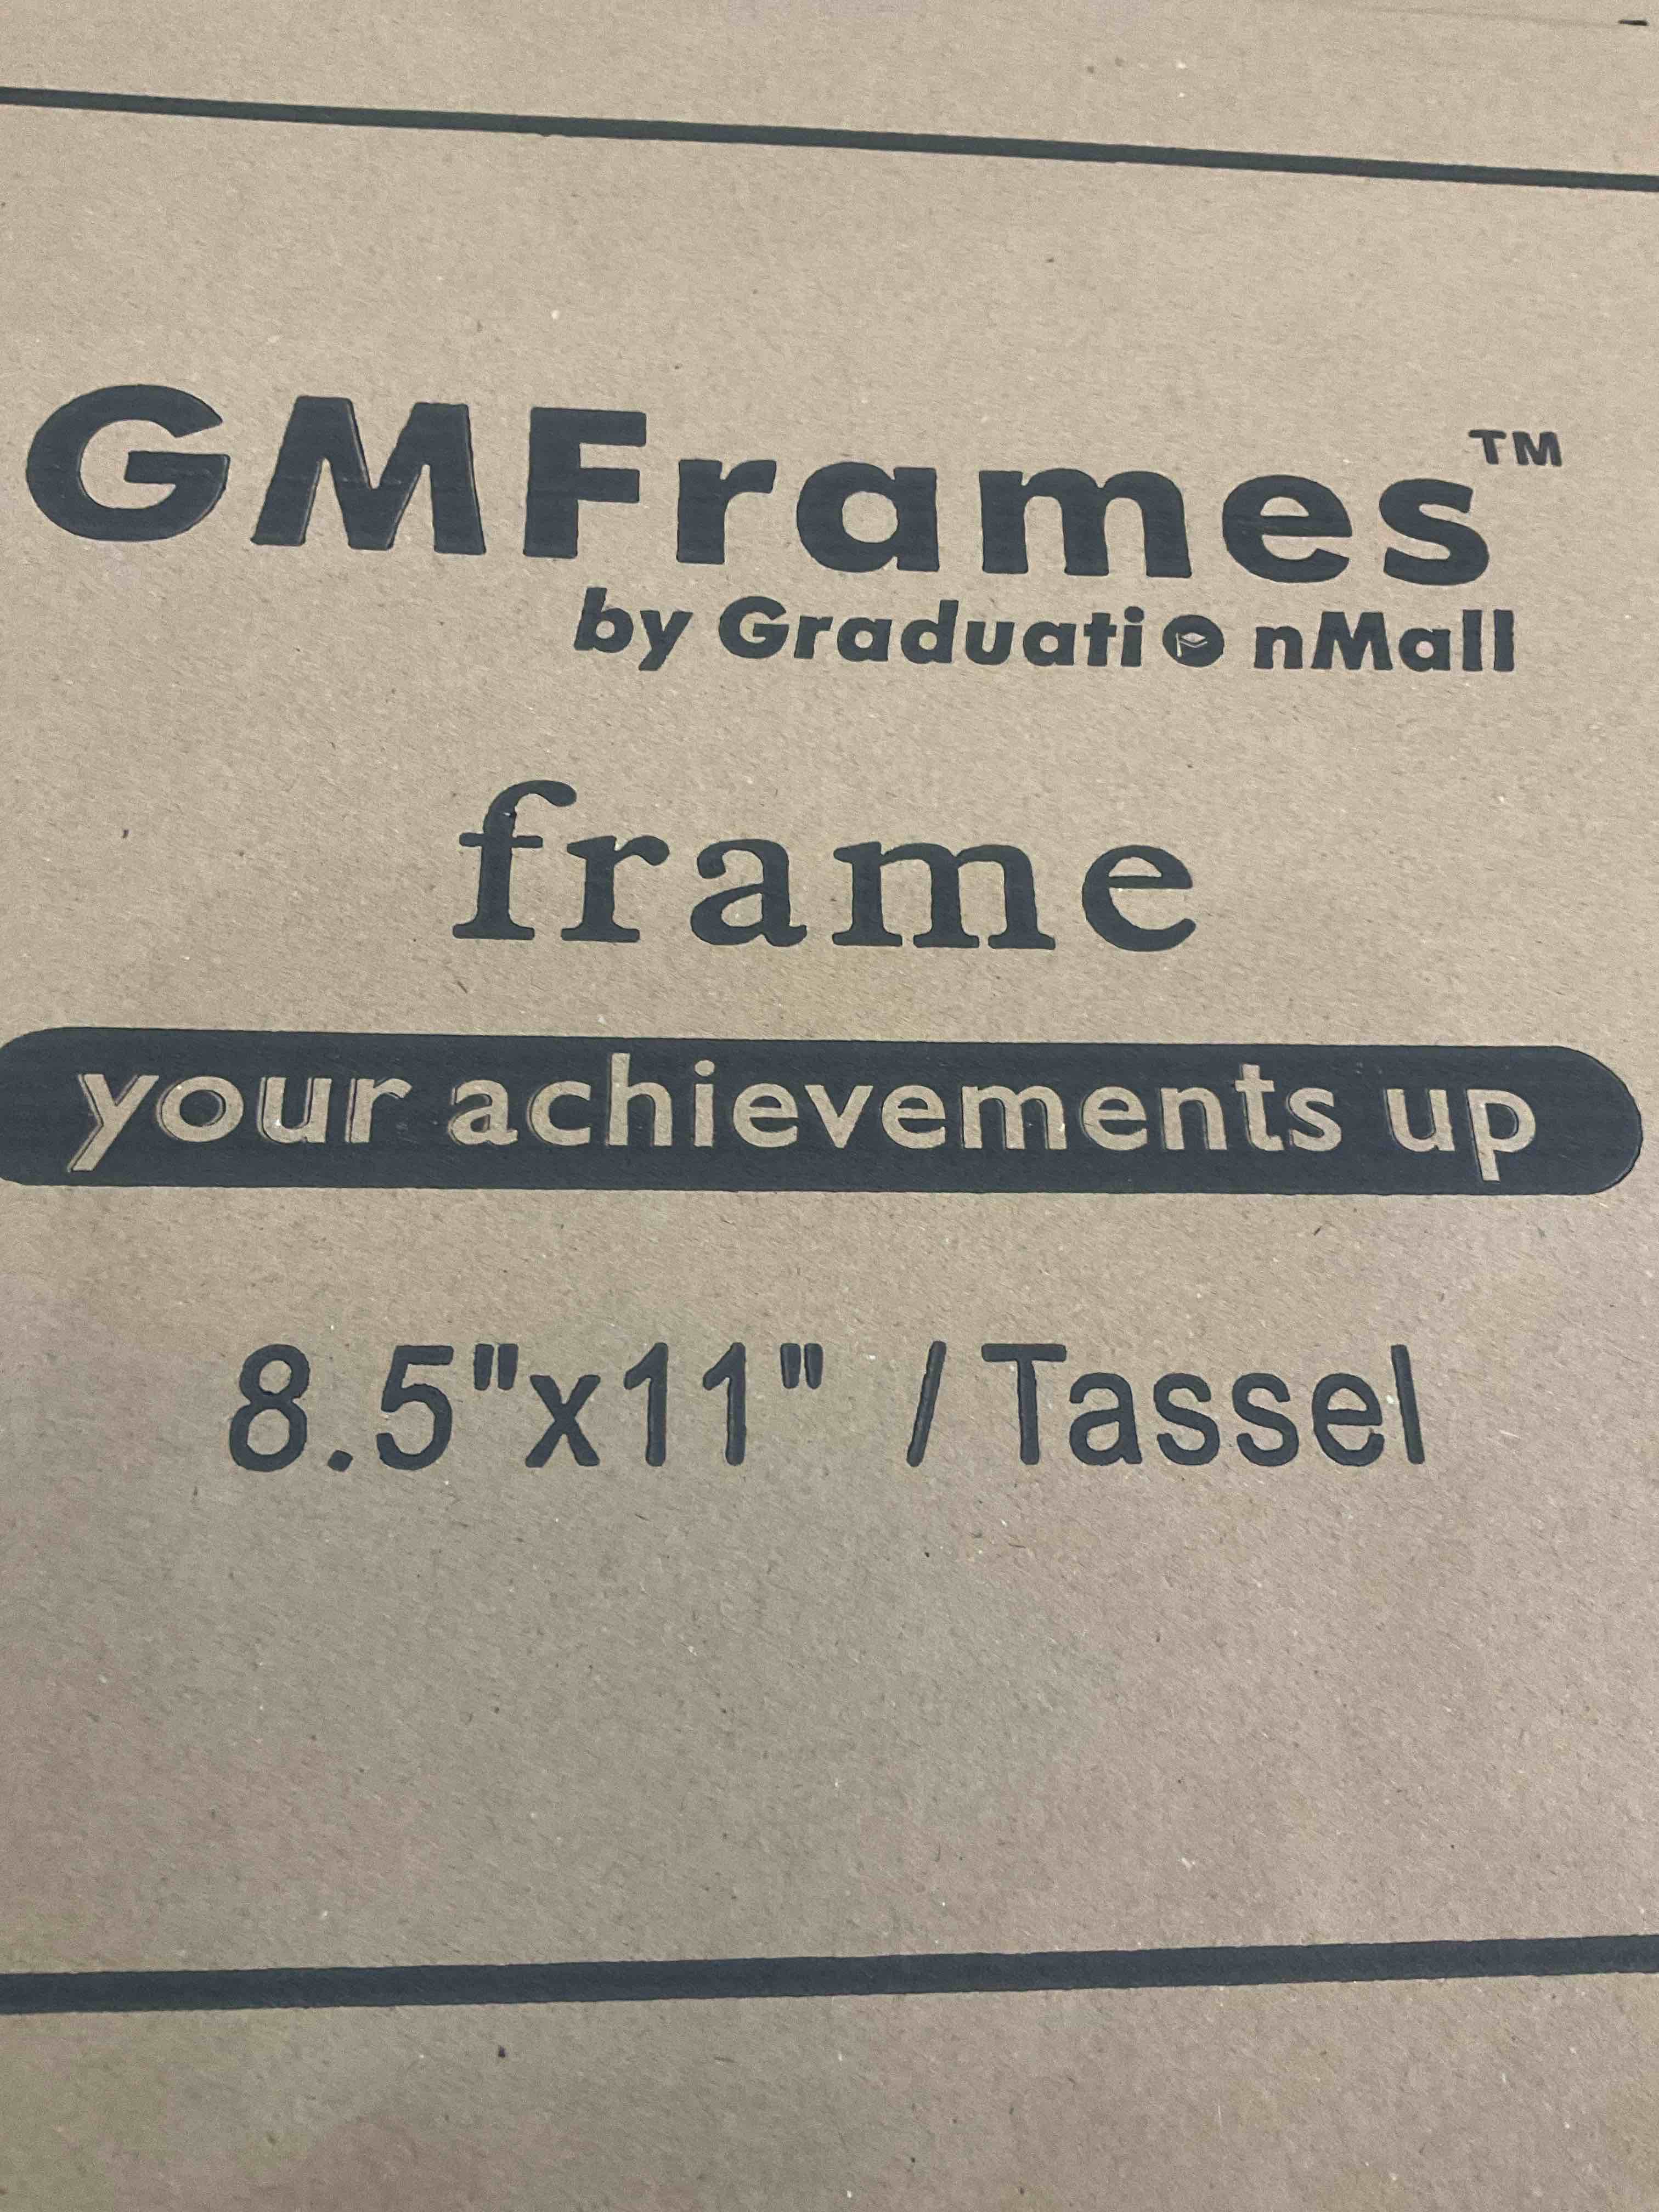 GMFrames™
by GraduationMall
frame
your achievements up
8.5"x11" / Tassel